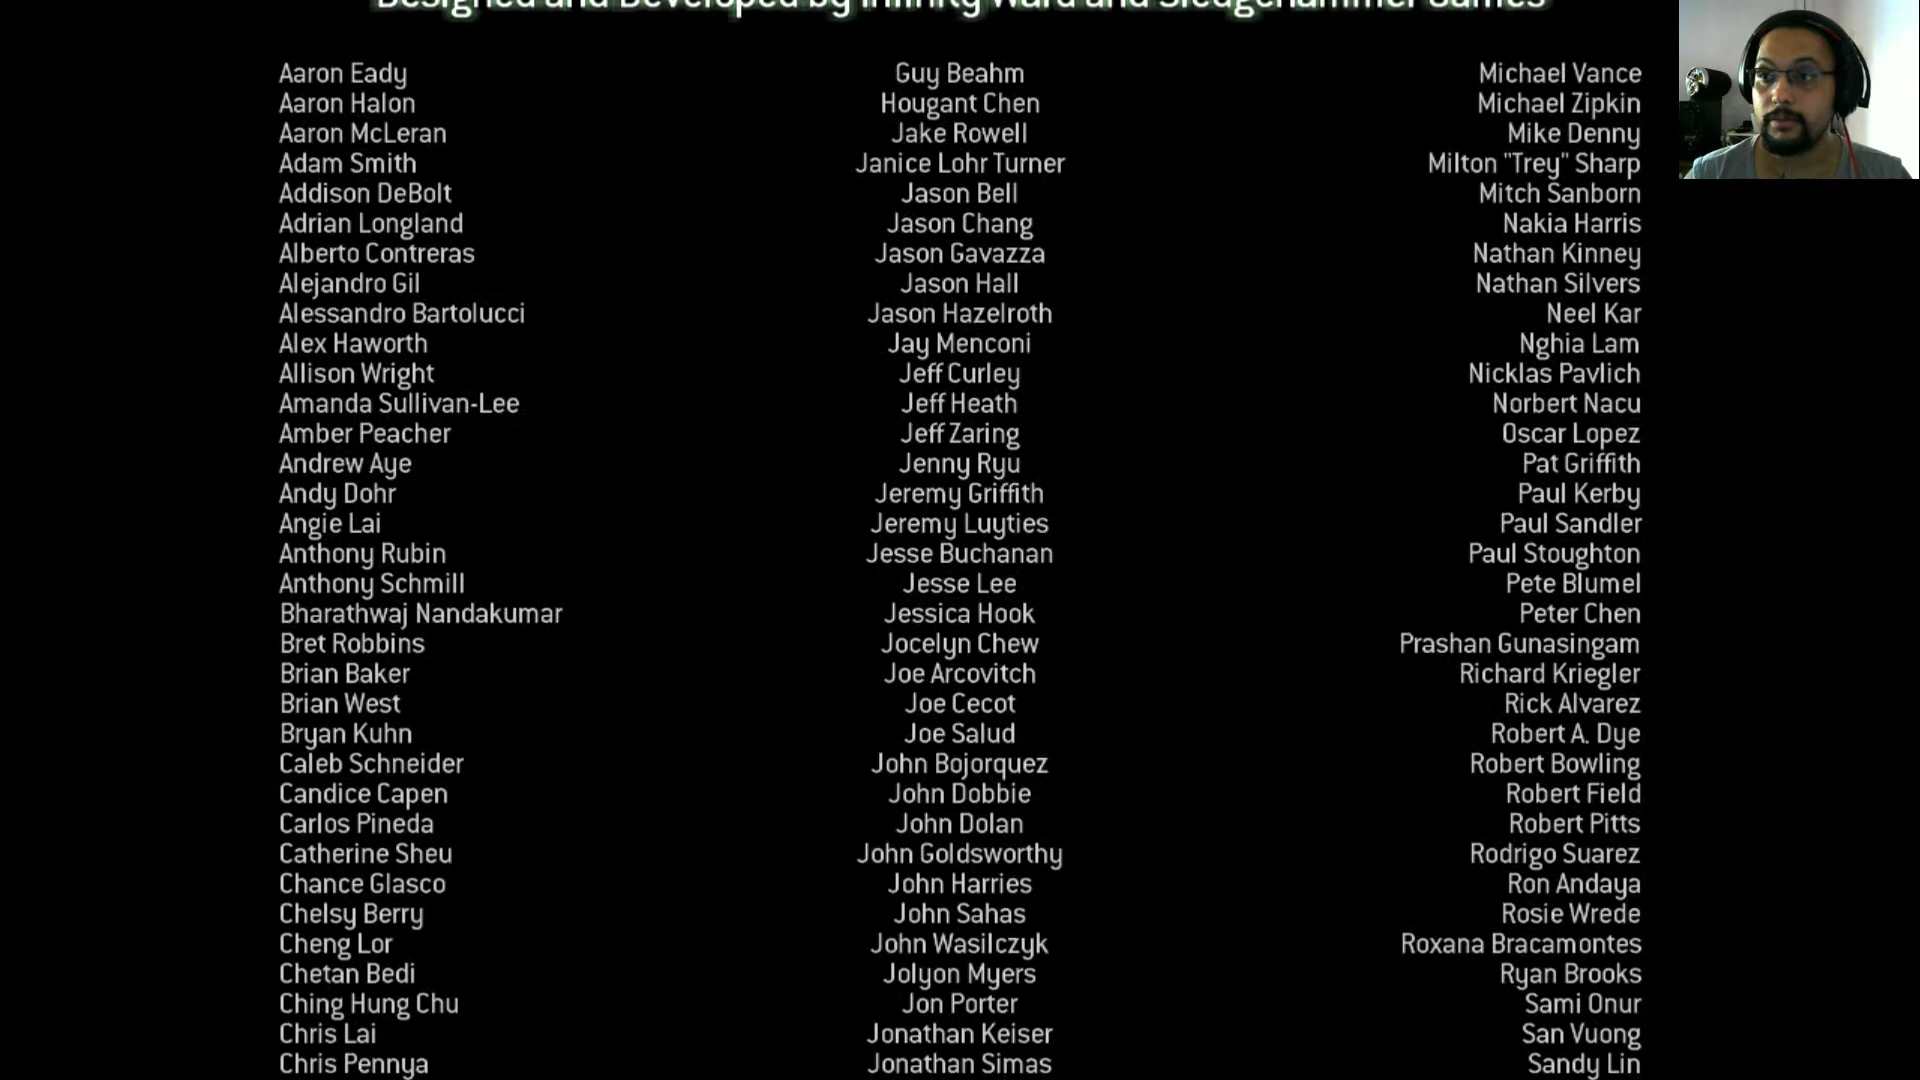 Designed and Developed by Infinity Ward and Sledgehammer Games
Aaron Eady
Aaron Halon
Aaron McLeran
Adam Smith
Addison DeBolt
Adrian Longland
Alberto Contreras
Alejandro Gil
Alessandro Bartolucci
Alex Haworth
Allison Wright
Amanda Sullivan-Lee
Amber Peacher
Andrew Aye
Andy Dohr
Angie Lai
Anthony Rubin
Anthony Schmill
Bharathwaj Nandakumar
Bret Robbins
Brian Baker
Brian West
Bryan Kuhn
Caleb Schneider
Candice Capen
Carlos Pineda
Catherine Sheu
Chance Glasco
Chelsy Berry
Cheng Lor
Chetan Bedi
Ching Hung Chu
Chris Lai
Chris Pennya
Guy Beahm
Hougant Chen
Jake Rowell
Janice Lohr Turner
Jason Bell
Jason Chang
Jason Gavazza
Jason Hall
Jason Hazelroth
Jay Menconi
Jeff Curley
Jeff Heath
Jeff Zaring
Jenny Ryu
Jeremy Griffith
Jeremy Luyties
Jesse Buchanan
Jesse Lee
Jessica Hook
Jocelyn Chew
Joe Arcovitch
Joe Cecot
Joe Salud
John Bojorquez
John Dobbie
John Dolan
John Goldsworthy
John Harries
John Sahas
John Wasilczyk
Jolyon Myers
Jon Porter
Jonathan Keiser
Jonathan Simas
Michael Vance
Michael Zipkin
Mike Denny
Milton "Trey" Sharp
Mitch Sanborn
Nakia Harris
Nathan Kinney
Nathan Silvers
Neel Kar
Nghia Lam
Nicklas Pavlich
Norbert Nacu
Oscar Lopez
Pat Griffith
Paul Kerby
Paul Sandler
Paul Stoughton
Pete Blumel
Peter Chen
Prashan Gunasingam
Richard Kriegler
Rick Alvarez
Robert A. Dye
Robert Bowling
Robert Field
Robert Pitts
Rodrigo Suarez
Ron Andaya
Rosie Wrede
Roxana Bracamontes
Ryan Brooks
Sami Onur
San Vuong
Sandy Lin